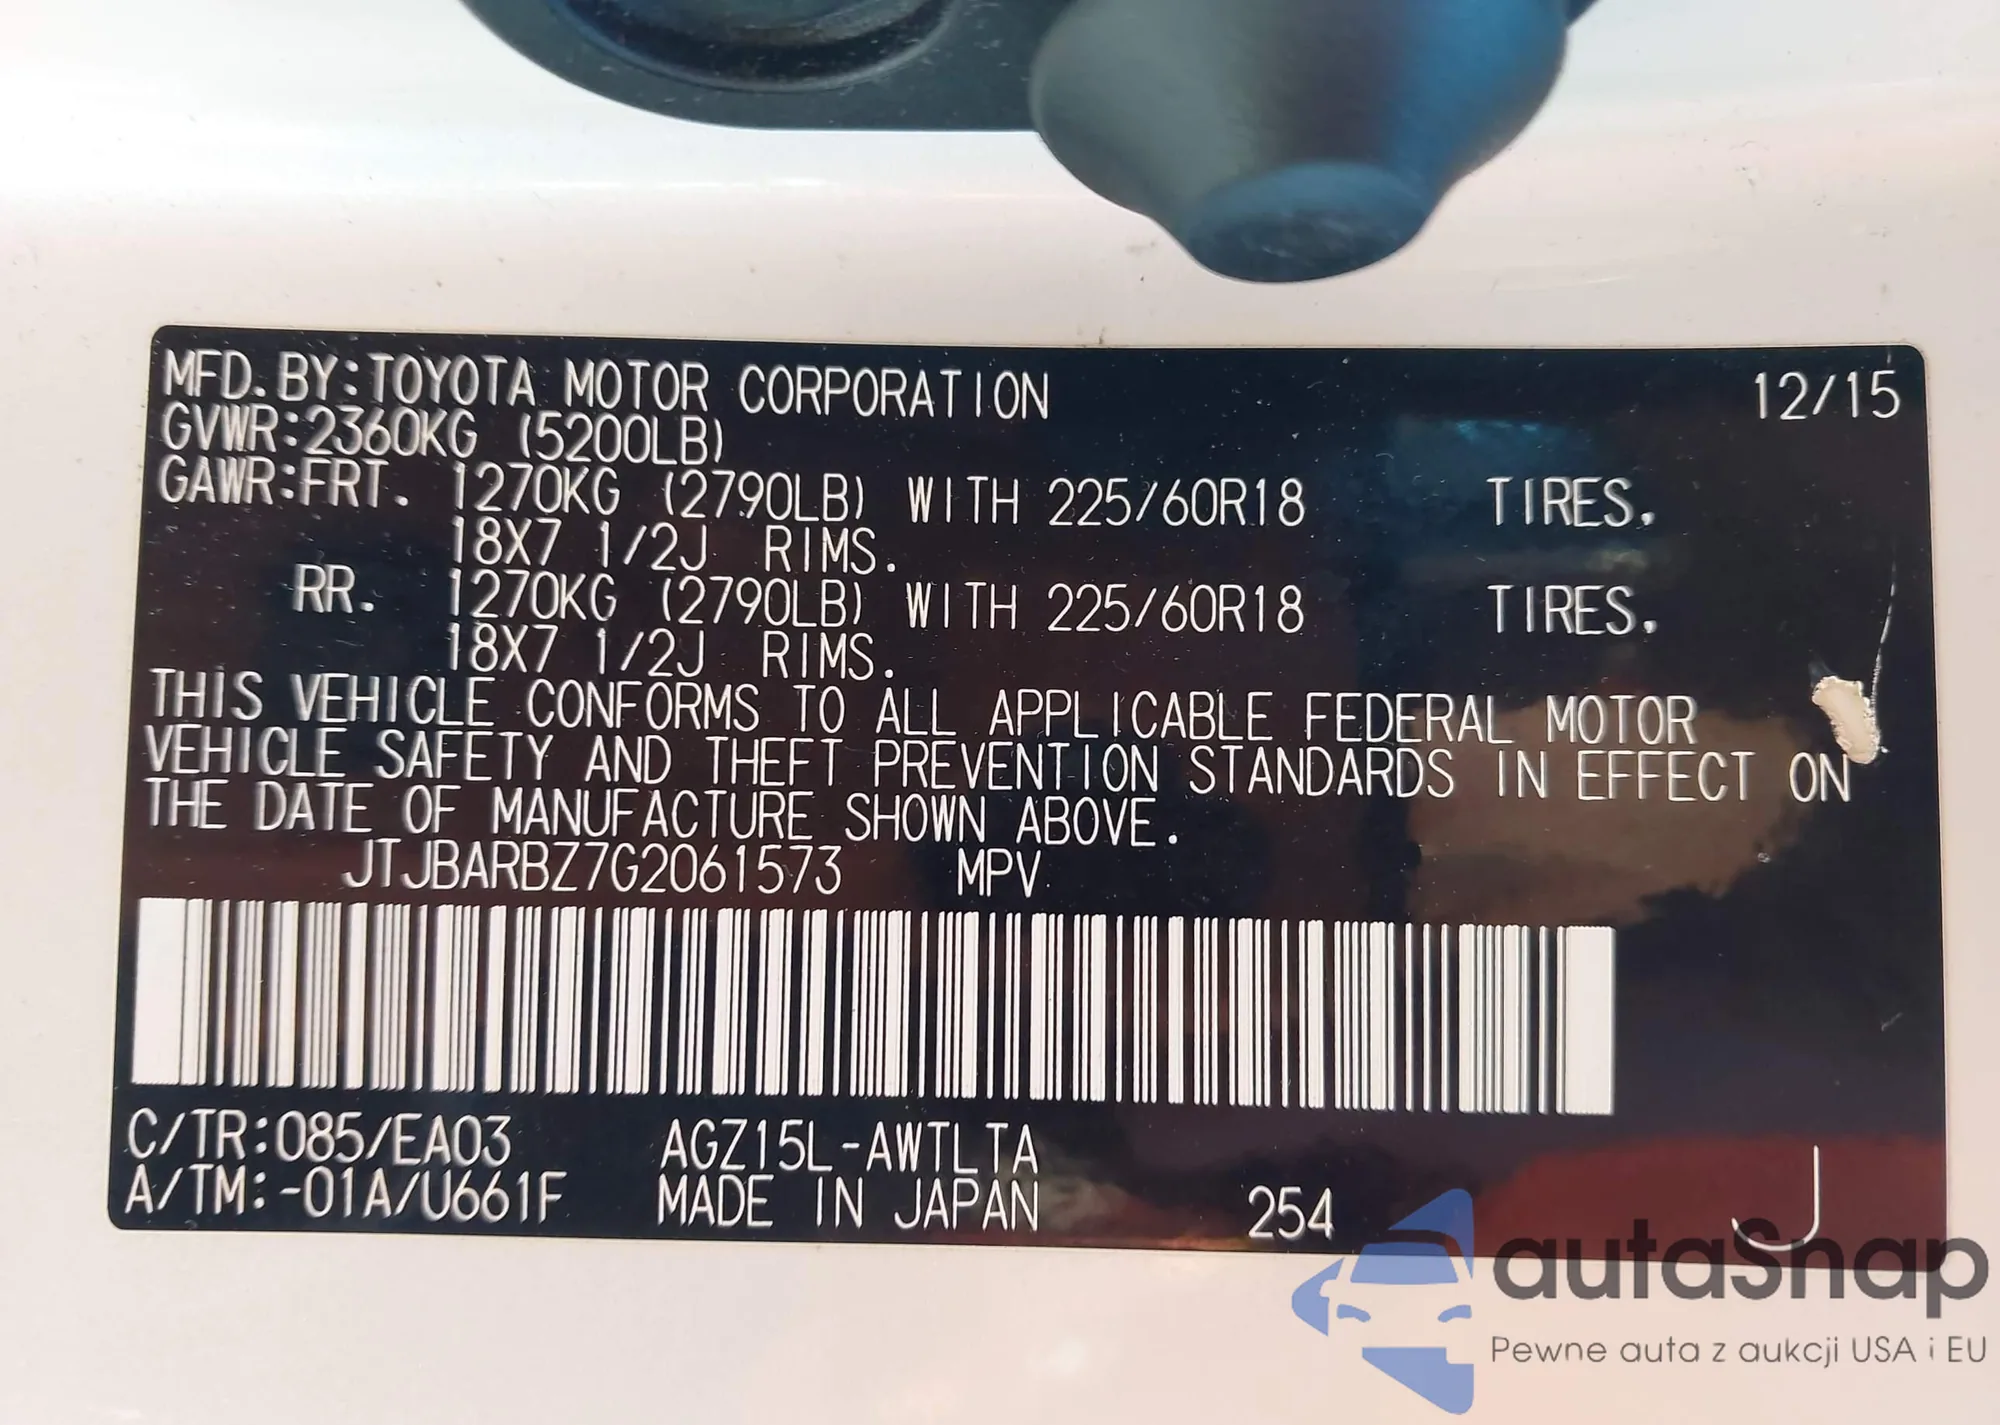 MFD. BY:TOYOTA MOTOR CORPORATION 12/15
GVWR:2360KG (5200LB)
GAWR:FRT. 1270KG (2790LB) WITH 225/60R18 TIRES.
18X7 1/2J RIMS.
RR. 1270KG (2790LB) WITH 225/60R18 TIRES.
18X7 1/2J RIMS.
THIS VEHICLE CONFORMS TO ALL APPLICABLE FEDERAL MOTOR
VEHICLE SAFETY AND THEFT PREVENTION STANDARDS IN EFFECT ON
THE DATE OF MANUFACTURE SHOWN ABOVE.
JTJBARBZ7G2061573 MPV
C/TR:085/EA03 AGZ15L-AWTLTA
A/TM:-01A/U661F MADE IN JAPAN 254 J
autaSnap
Pewne auta z aukcji USA i EU